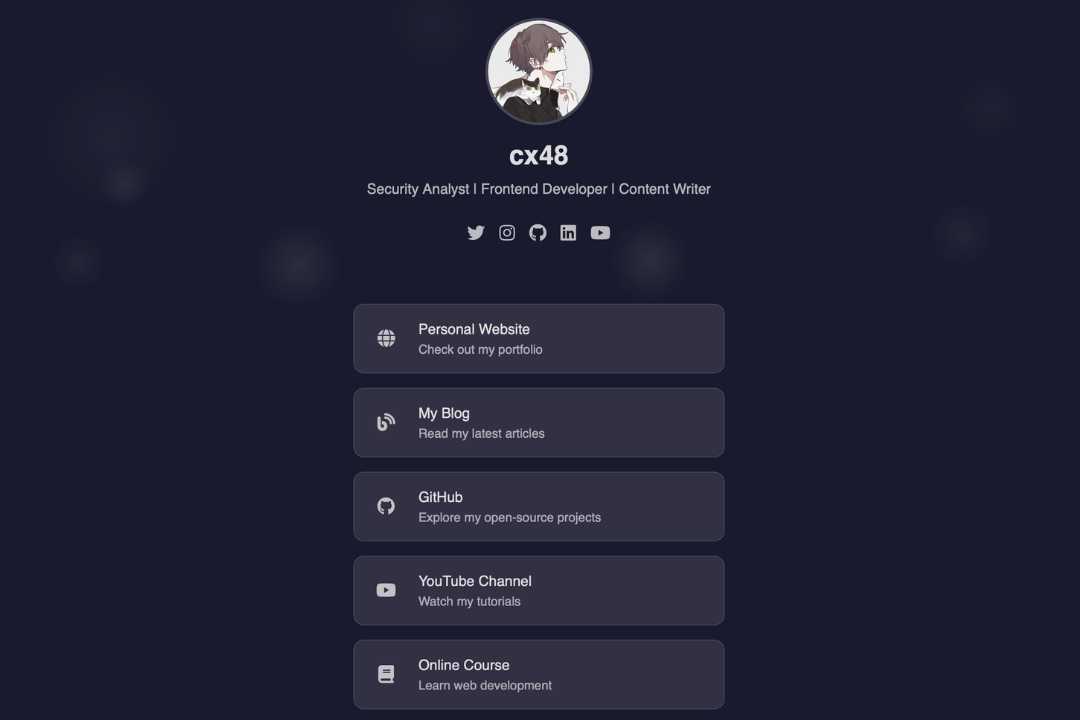 cx48
Security Analyst | Frontend Developer | Content Writer
Personal Website
Check out my portfolio
My Blog
Read my latest articles
GitHub
Explore my open-source projects
YouTube Channel
Watch my tutorials
Online Course
Learn web development